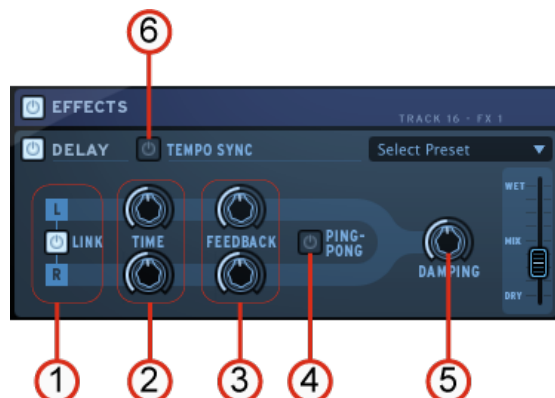 6
EFFECTS
TRACK 16 - FX 1
DELAY
TEMPO SYNC
Select Preset
WET
L
LINK
TIME
FEEDBACK
PING-
PONG
MIX
R
DAMPING
DRY
1
2
3
4
5